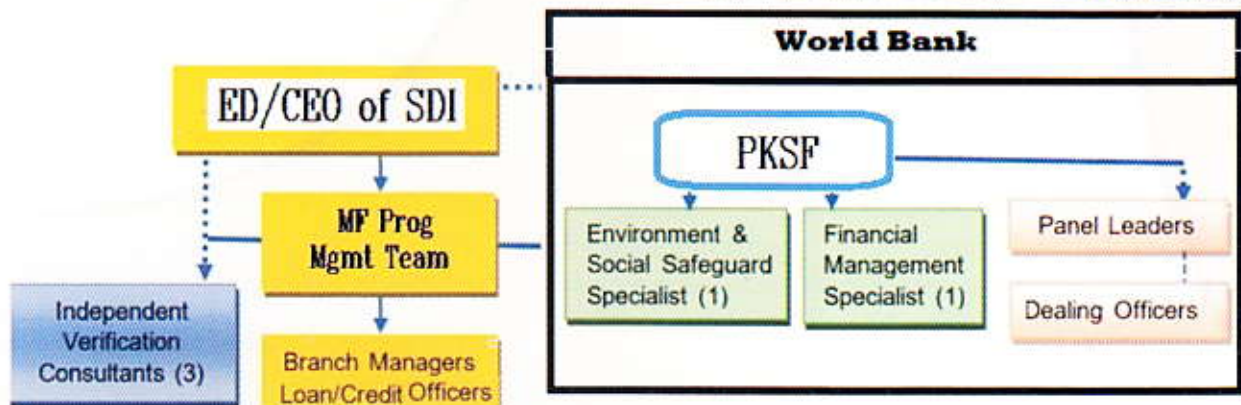 World Bank
ED/CEO of SDI
PKSF
MF Prog
Mgmt Team
Environment &
Social Safeguard
Specialist (1)
Financial
Management
Specialist (1)
Panel Leaders
Dealing Officers
Independent
Verification
Consultants (3)
Branch Managers
Loan/Credit Officers